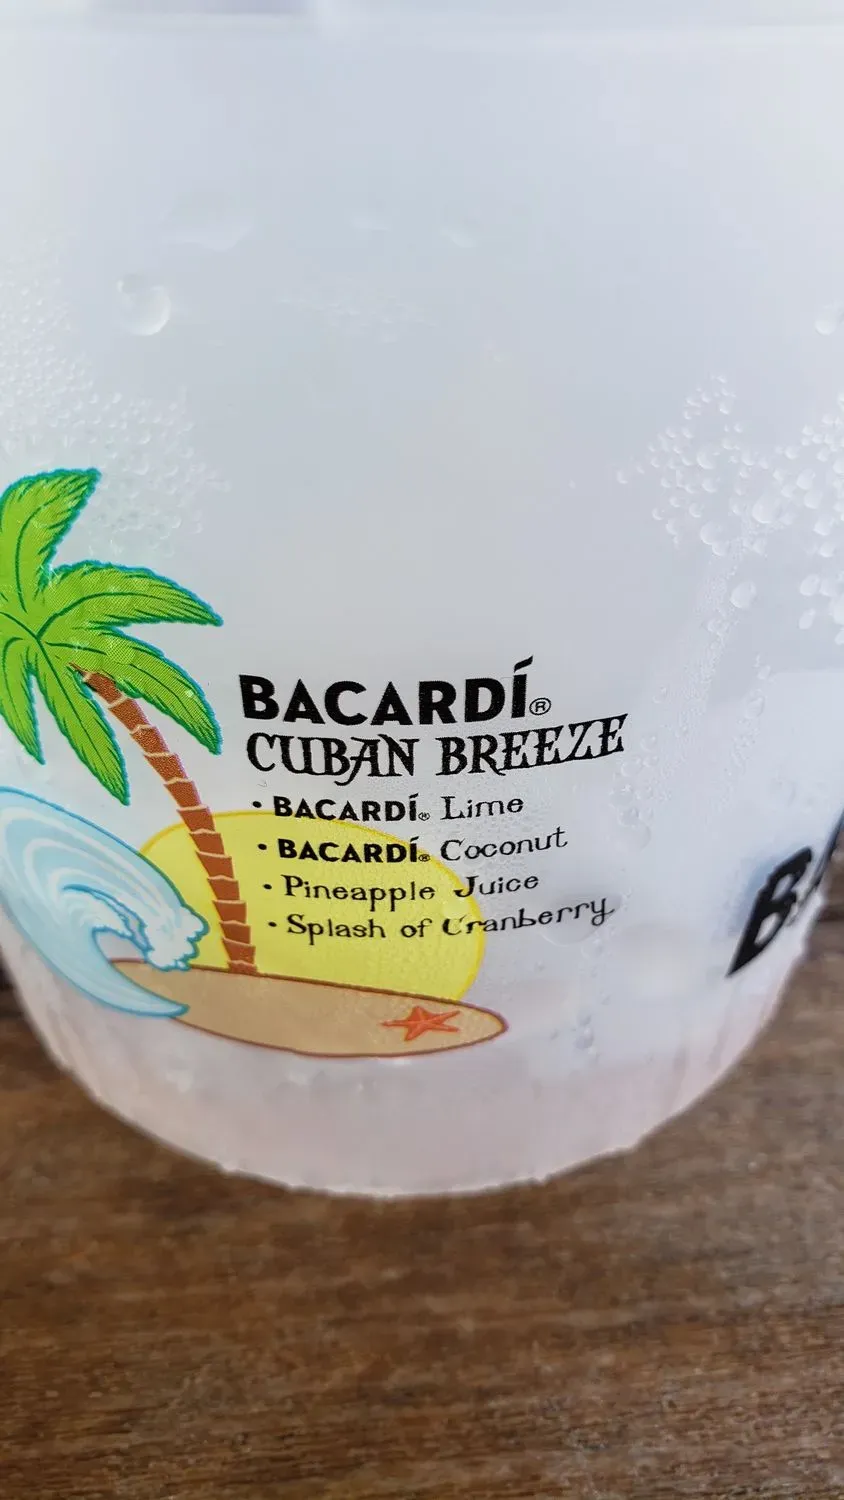 BACARDÍ®
CUBAN BREEZE
• BACARDÍ® Lime
• BACARDÍ® Coconut
• Pineapple Juice
• Splash of Cranberry